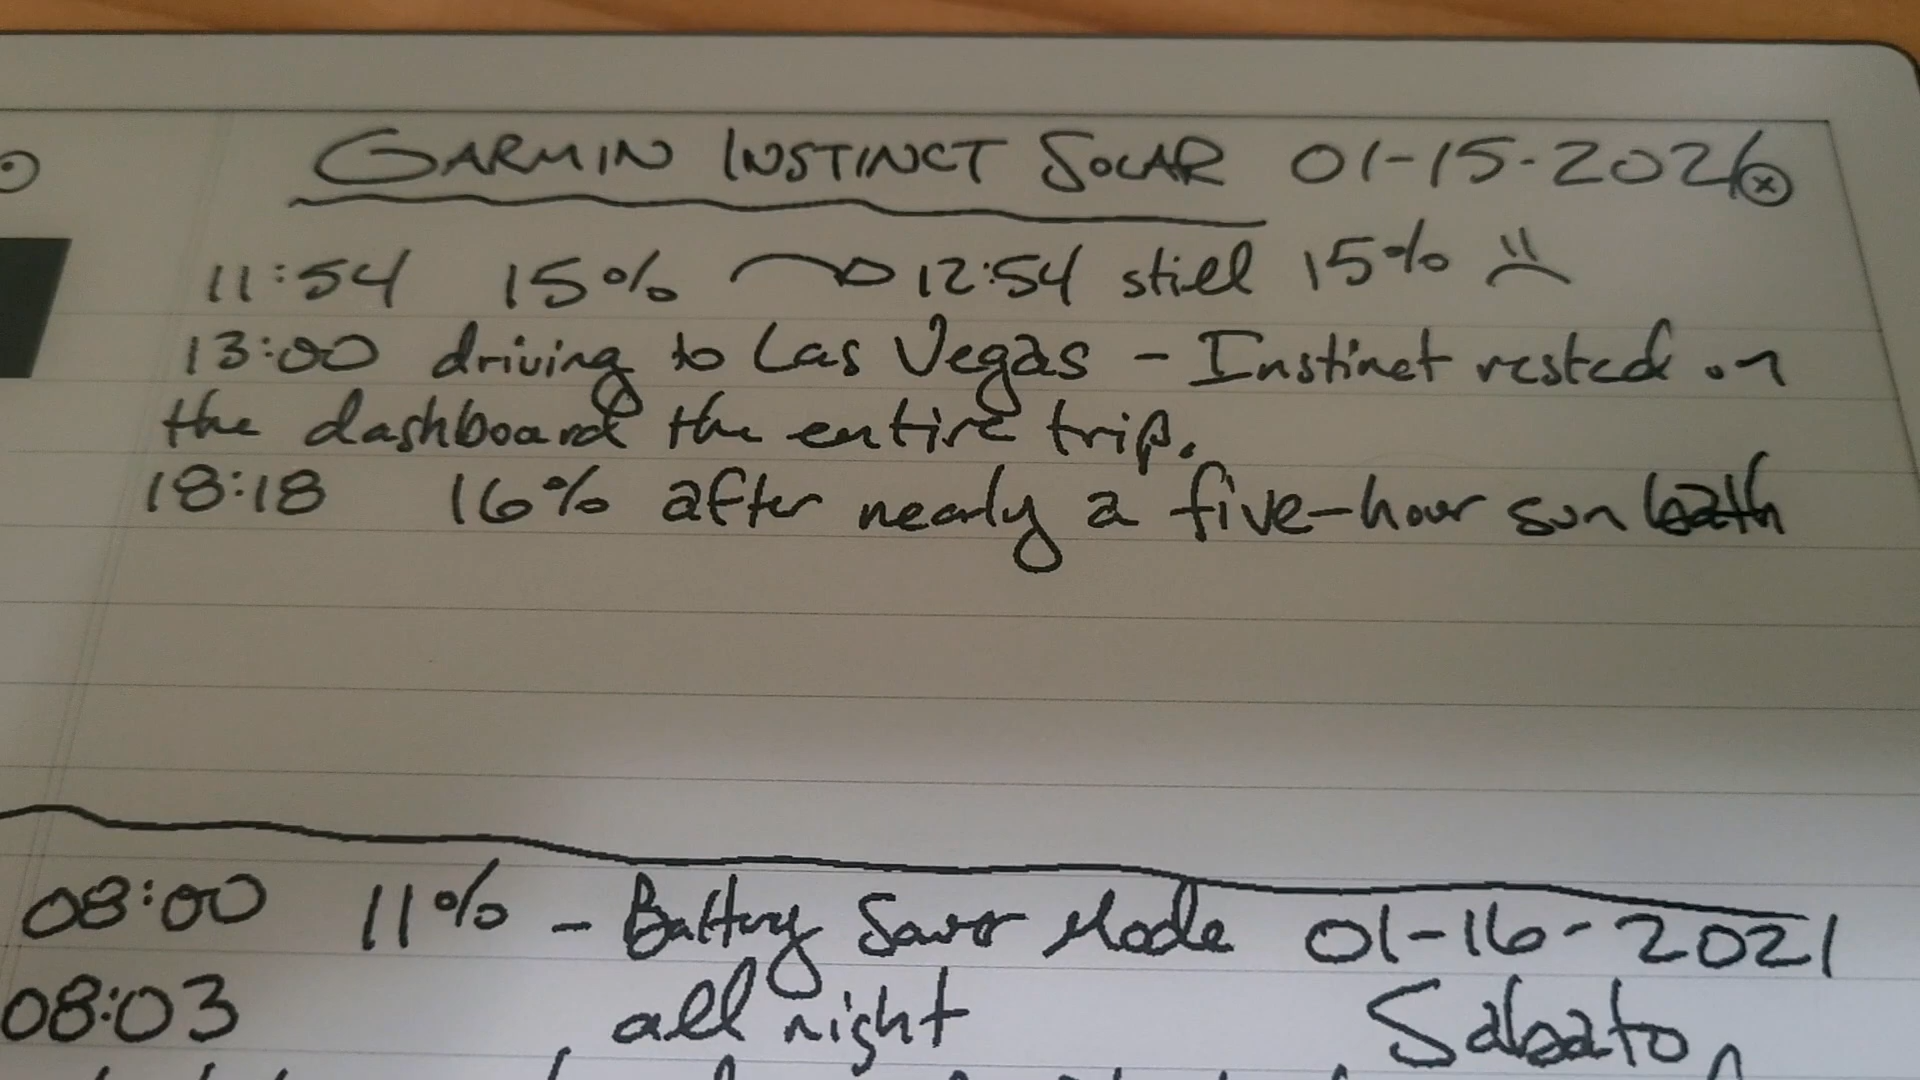 GARMIN INSTINCT SOLAR 01-15-2021
11:54 15% → 12:54 still 15%
13:00 driving to Las Vegas - Instinct rested on
the dashboard the entire trip.
18:18 16% after nearly a five-hour sun bath
08:00 11% - Battery Saver Mode 01-16-2021
08:03 all night Sabato